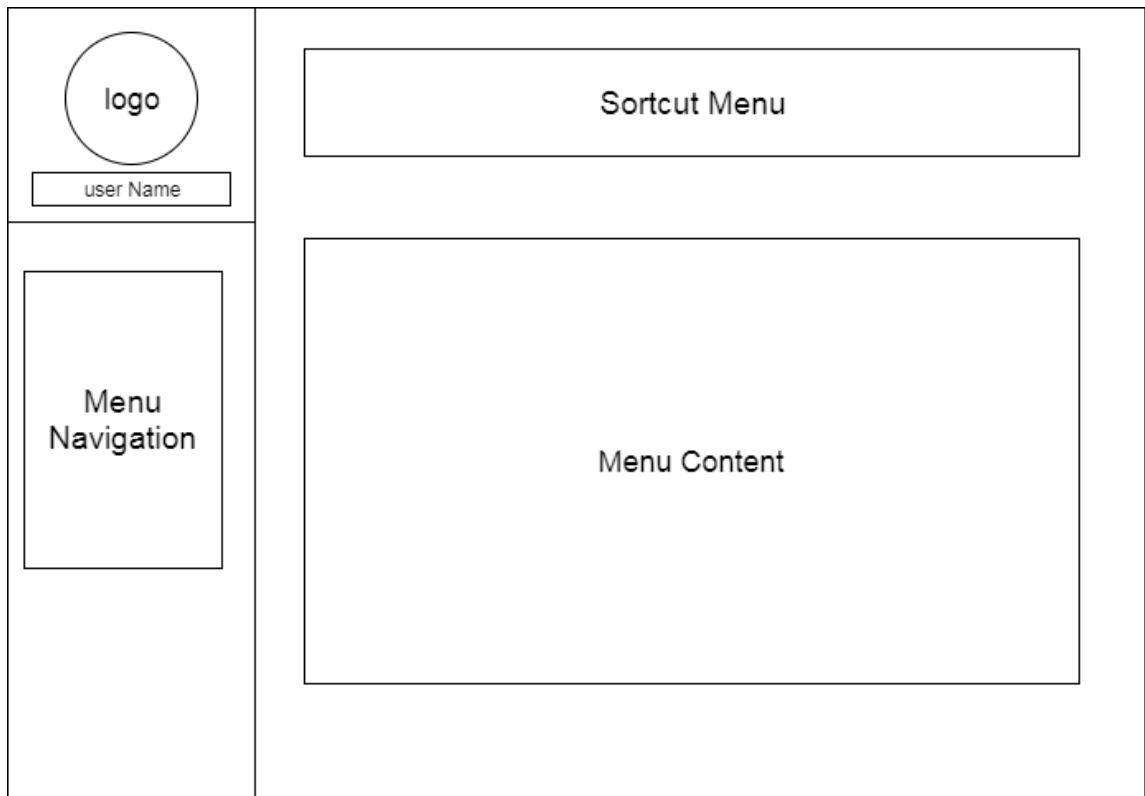 logo
user Name
Menu
Navigation
Sortcut Menu
Menu Content